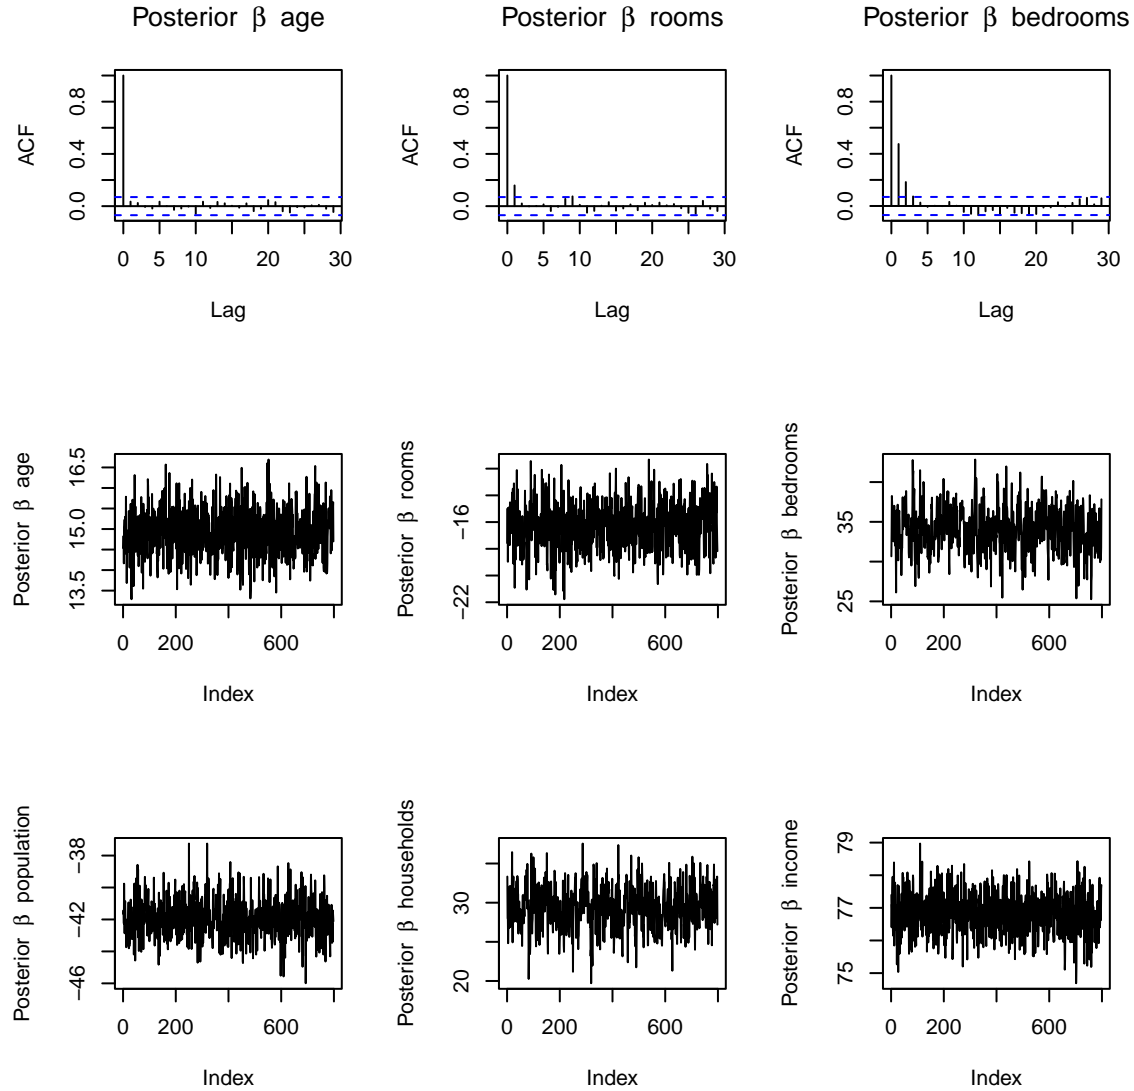 Posterior β age
Posterior β rooms
Posterior β bedrooms
ACF
0.0 0.4 0.8
0 5 10 20 30
Lag
ACF
0.0 0.4 0.8
0 5 10 20 30
Lag
ACF
0.0 0.4 0.8
0 5 10 20 30
Lag
Posterior β age
13.5 15.0 16.5
0 200 600
Index
Posterior β rooms
−22 −16
0 200 600
Index
Posterior β bedrooms
25 35
0 200 600
Index
Posterior β population
−46 −42 −38
0 200 600
Index
Posterior β households
20 30
0 200 600
Index
Posterior β income
75 77 79
0 200 600
Index